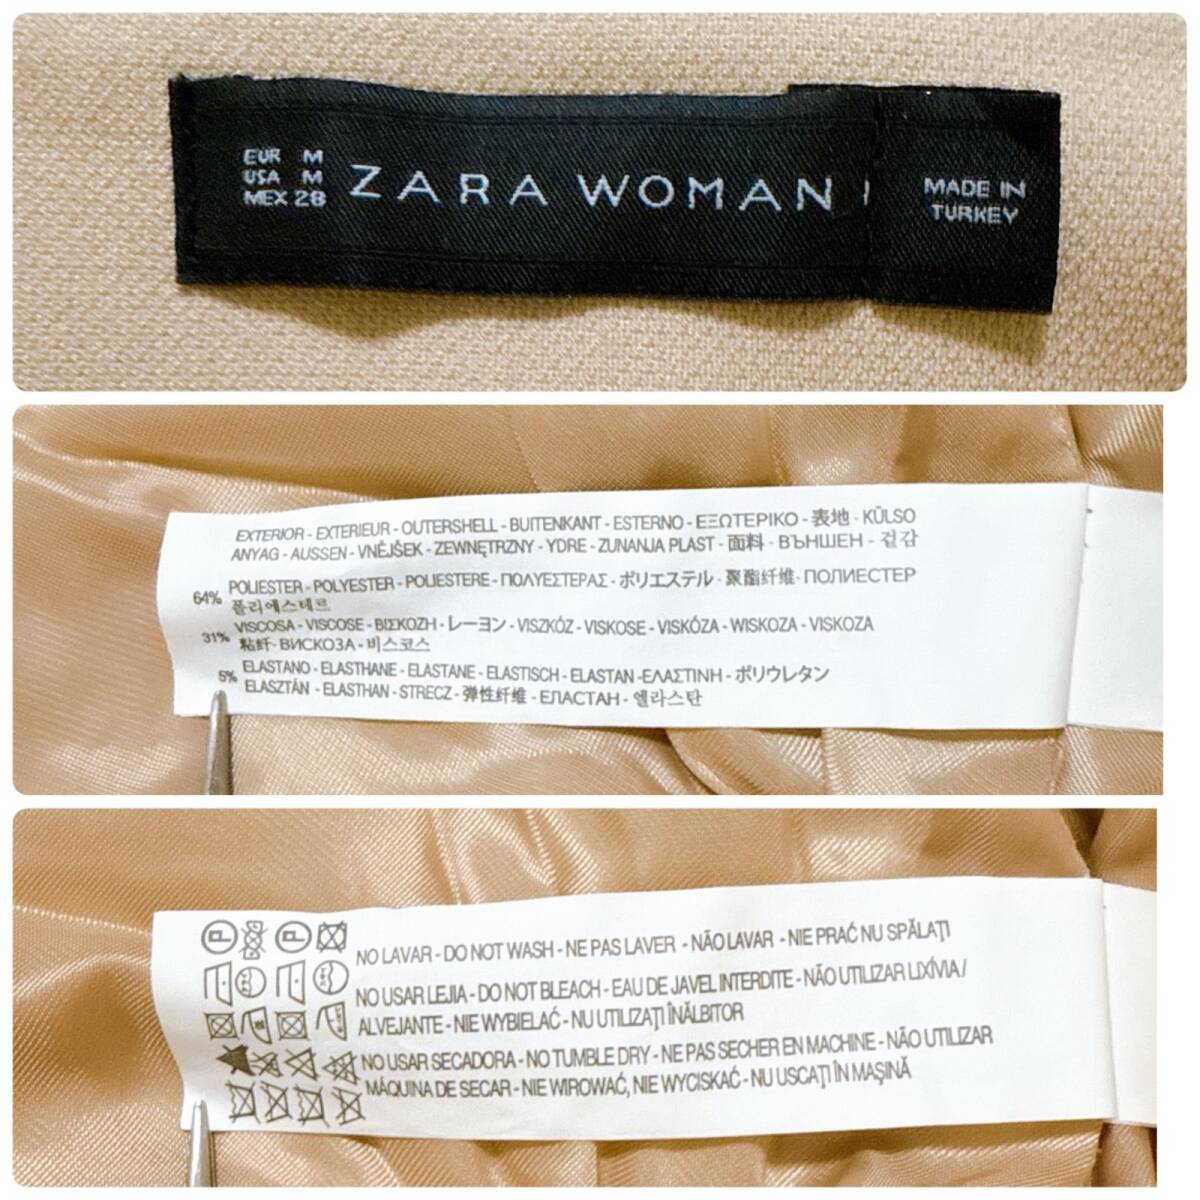 EUR M
USA M
MEX 28
ZARA WOMAN
MADE IN
TURKEY
EXTERIOR - EXTERIEUR - OUTERSHELL - BUITENKANT - ESTERNO - ΕΞΩΤΕΡΙΚΟ - 表地 - KÜLSO
ANYAG - AUSSEN - VNĚJŠEK - ZEWNĘTRZNY - YDRE - ZUNANJA PLAST - 面料 - ВЪНШЕН - 겉감
64% POLIESTER - POLYESTER - POLIESTERE - ΠΟΛΥΕΣΤΕΡΑΣ - ポリエステル - 聚酯纤维 - ПОЛИЕСТЕР
폴리에스테르
31% VISCOSA - VISCOSE - ΒΙΣΚΟΖΗ - レーヨン - VISZKÓZ - VISKOSE - VISKÓZA - WISKOZA - VISKOZA
粘纤 - ВИСКОЗА - 비스코스
5% ELASTANO - ELASTHANE - ELASTANE - ELASTISCH - ELASTAN - ΕΛΑΣΤΙΝΗ - ポリウレタン
ELASZTÁN - ELASTHAN - STRECZ - 弹性纤维 - ЕЛАСТАН - 엘라스탄
NO LAVAR - DO NOT WASH - NE PAS LAVER - NÃO LAVAR - NIE PRAĆ NU SPĂLAȚI
NO USAR LEJIA - DO NOT BLEACH - EAU DE JAVEL INTERDITE - NÃO UTILIZAR LIXÍVIA /
ALVEJANTE - NIE WYBIELAĆ - NU UTILIZAȚI ÎNĂLBITOR
NO USAR SECADORA - NO TUMBLE DRY - NE PAS SECHER EN MACHINE - NÃO UTILIZAR
MÁQUINA DE SECAR - NIE WIROWAĆ, NIE WYCISKAĆ - NU USCAȚI ÎN MAŞINĂ